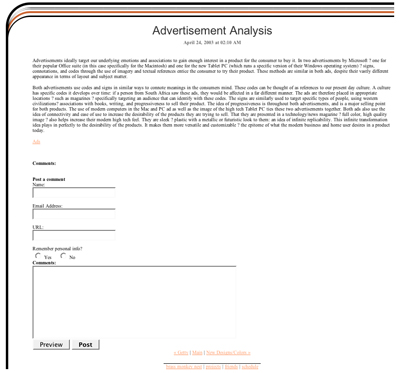 Advertisement Analysis
April 24, 2003 at 02:10 AM
Advertisements ideally target our underlying emotions and associations to gain enough interest in a product for the consumer to buy it. In two advertisements by Microsoft ? one for
their popular Office suite (in this case specifically for the Macintosh) and one for the new Tablet PC (which runs a specific version of their Windows operating system) ? signs,
connotations, and codes through the use of imagery and textual references entice the consumer to try their product. These methods are similar in both ads, despite their vastly different
appearance in terms of layout and subject matter.
Both advertisements use codes and signs in similar ways to connote meanings in the consumers mind. These codes can be thought of as references to our present day culture. A culture
has specific codes it develops over time: if a person from South Africa saw these ads, they would be affected in a far different manner. The ads are therefore placed in appropriate
locations ? such as magazines ? specifically targeting an audience that can identify with those codes. The signs are similarly used to target specific types of people, using western
civilizations? associations with books, writing, and progressiveness to sell their product. The idea of progressiveness is throughout both advertisements, and is a major selling point
for both products. The use of modern computers in the Mac and PC ad as well as the image of the high tech Tablet PC ties these two advertisements together. Both ads also use the
idea of connectivity and ease of use to increase the desirability of the products they are trying to sell. That they are presented in a technology/news magazine ? full color, high quality
image ? also helps increase their modern high tech feel. They are sleek ? plastic with a metallic or futuristic look to them: an idea of infinite replicability. This infinite transformation
idea plays in perfectly to the desirability of the products. It makes them more versatile and customizable ? the epitome of what the modern business and home user desires in a product
today.
Ads
Comments:
Post a comment
Name:
Email Address:
URL:
Remember personal info?
Yes No
Comments:
Preview Post
| Main |